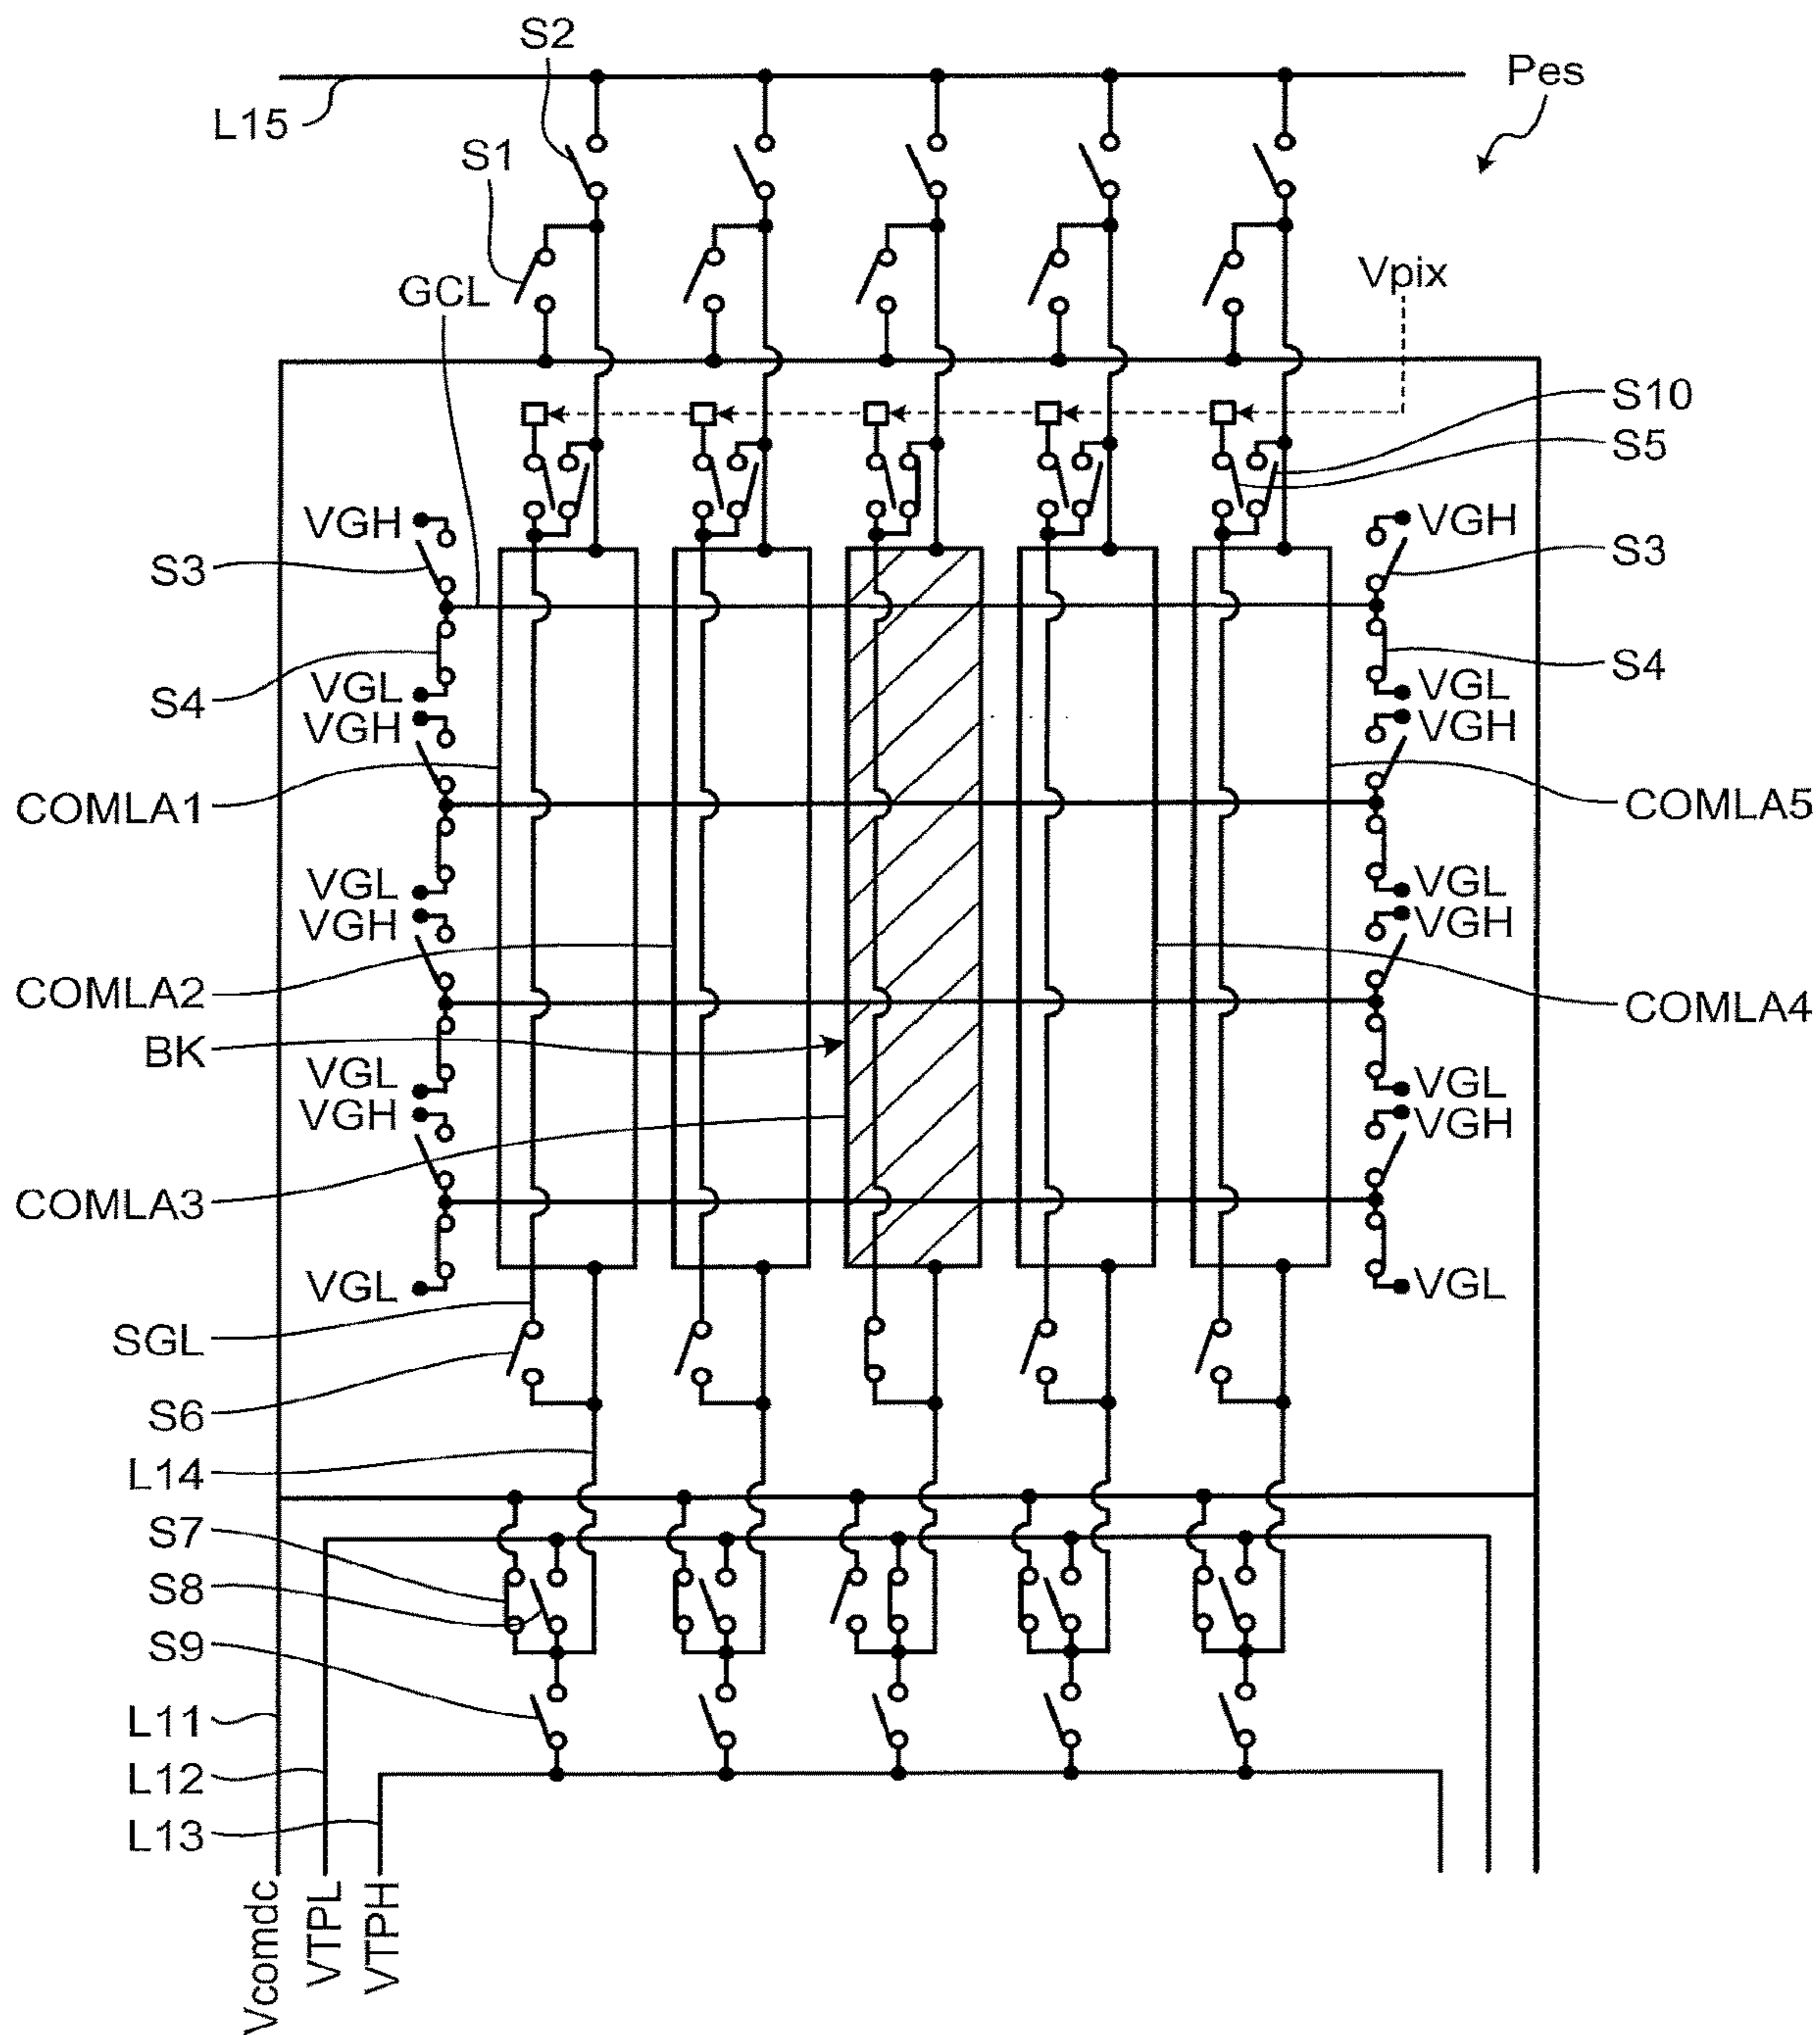 S2
Pes
L15
S1
GCL
Vpix
S10
S5
VGH
VGH
S3
S3
S4
S4
VGL
VGL
VGH
VGH
COMLA1
COMLA5
VGL
VGL
VGH
VGH
COMLA2
COMLA4
BK
VGL
VGL
VGH
VGH
COMLA3
VGL
VGL
SGL
S6
L14
S7
S8
S9
L11
L12
L13
Vcomdc
VTPL
VTPH